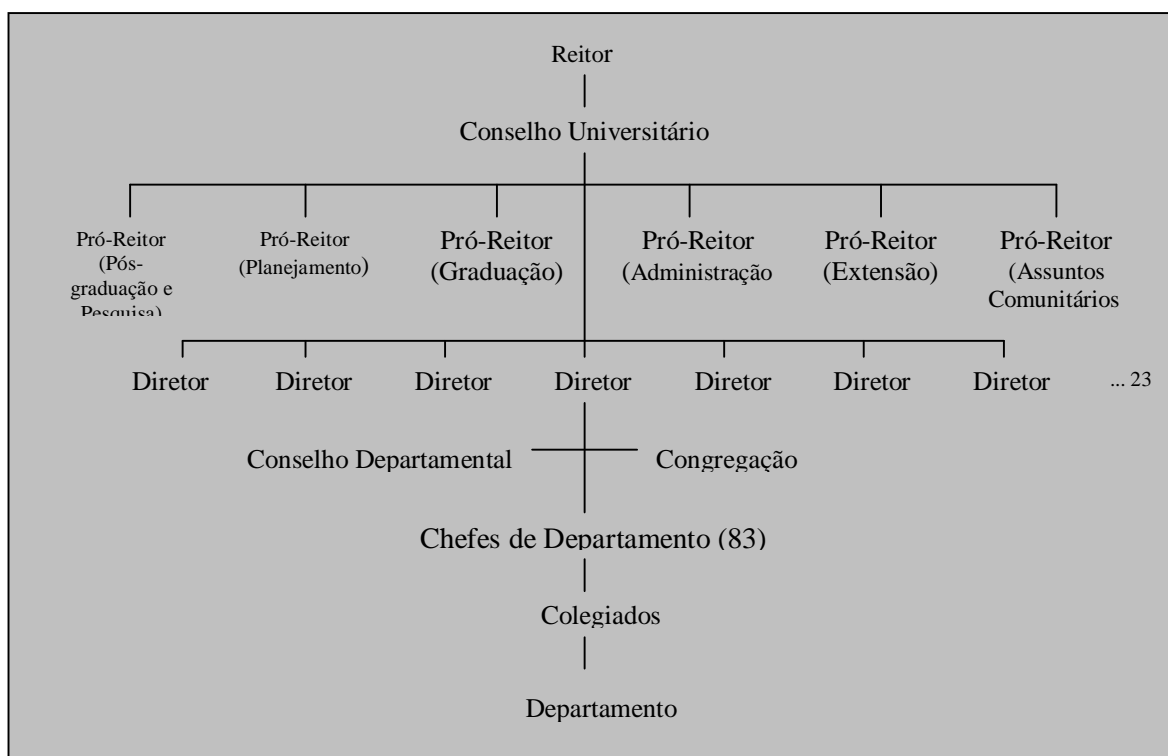 Reitor
Conselho Universitário
Pró-Reitor
(Pós-
graduação e
Pesquisa)
Pró-Reitor
(Planejamento)
Pró-Reitor
(Graduação)
Pró-Reitor
(Administração
Pró-Reitor
(Extensão)
Pró-Reitor
(Assuntos
Comunitários
Diretor Diretor Diretor Diretor Diretor Diretor Diretor ... 23
Conselho Departamental Congregação
Chefes de Departamento (83)
Colegiados
Departamento